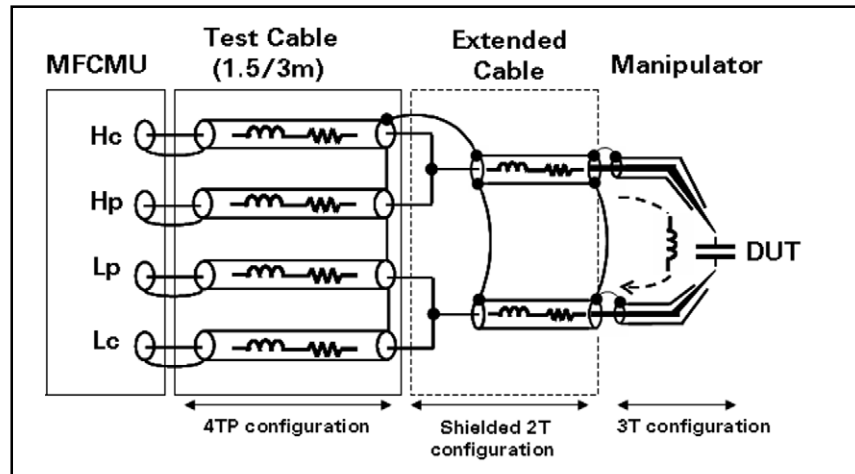 MFCMU
Test Cable
(1.5/3m)
Extended
Cable
Manipulator
Hc
Hp
Lp
Lc
DUT
4TP configuration
Shielded 2T
configuration
3T configuration